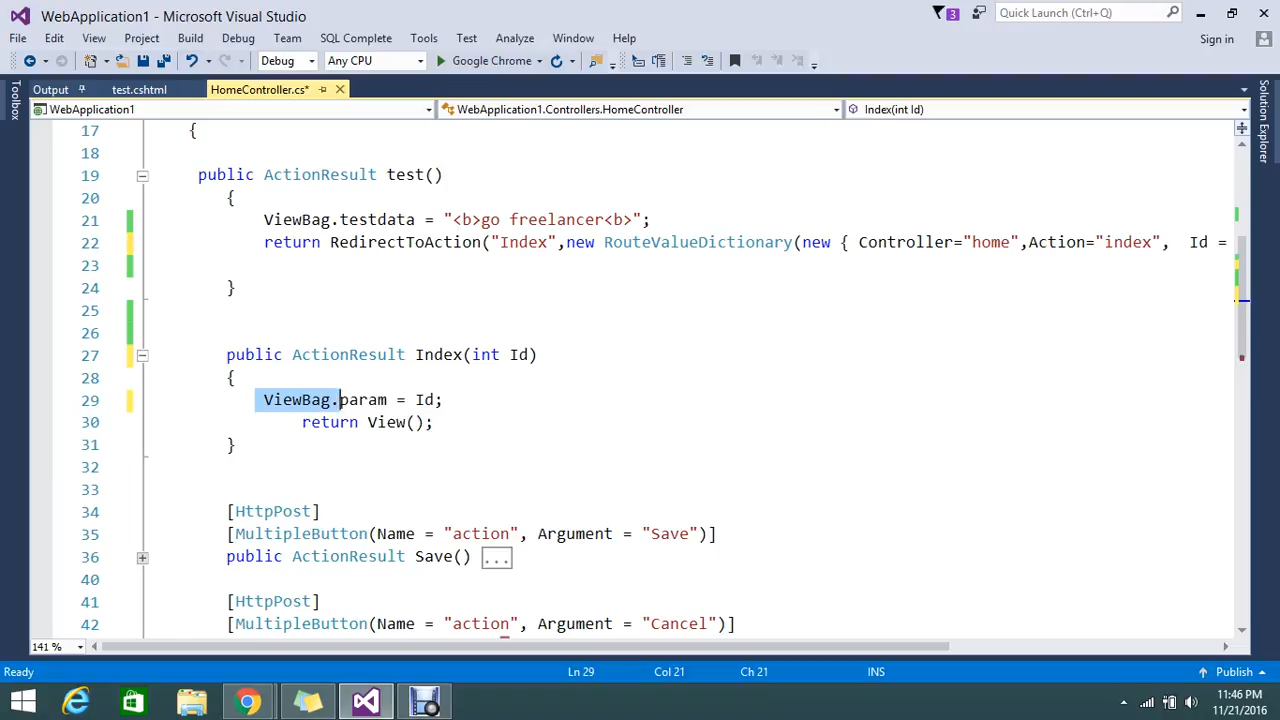 WebApplication1 - Microsoft Visual Studio
3
Quick Launch (Ctrl+Q)
File Edit View Project Build Debug Team SQL Complete Tools Test Analyze Window Help
Sign in
Debug Any CPU Google Chrome
Toolbox
Output test.cshtml HomeController.cs*
Solution Explorer
WebApplication1 WebApplication1.Controllers.HomeController Index(int Id)
17 {
18
19 public ActionResult test()
20 {
21 ViewBag.testdata = "<b>go freelancer<b>";
22 return RedirectToAction("Index",new RouteValueDictionary(new { Controller="home",Action="index", Id =
23
24 }
25
26
27 public ActionResult Index(int Id)
28 {
29 ViewBag.param = Id;
30 return View();
31 }
32
33
34 [HttpPost]
35 [MultipleButton(Name = "action", Argument = "Save")]
36 public ActionResult Save() ...
40
41 [HttpPost]
42 [MultipleButton(Name = "action", Argument = "Cancel")]
141 %
Ready Ln 29 Col 21 Ch 21 INS Publish
11:46 PM
11/21/2016